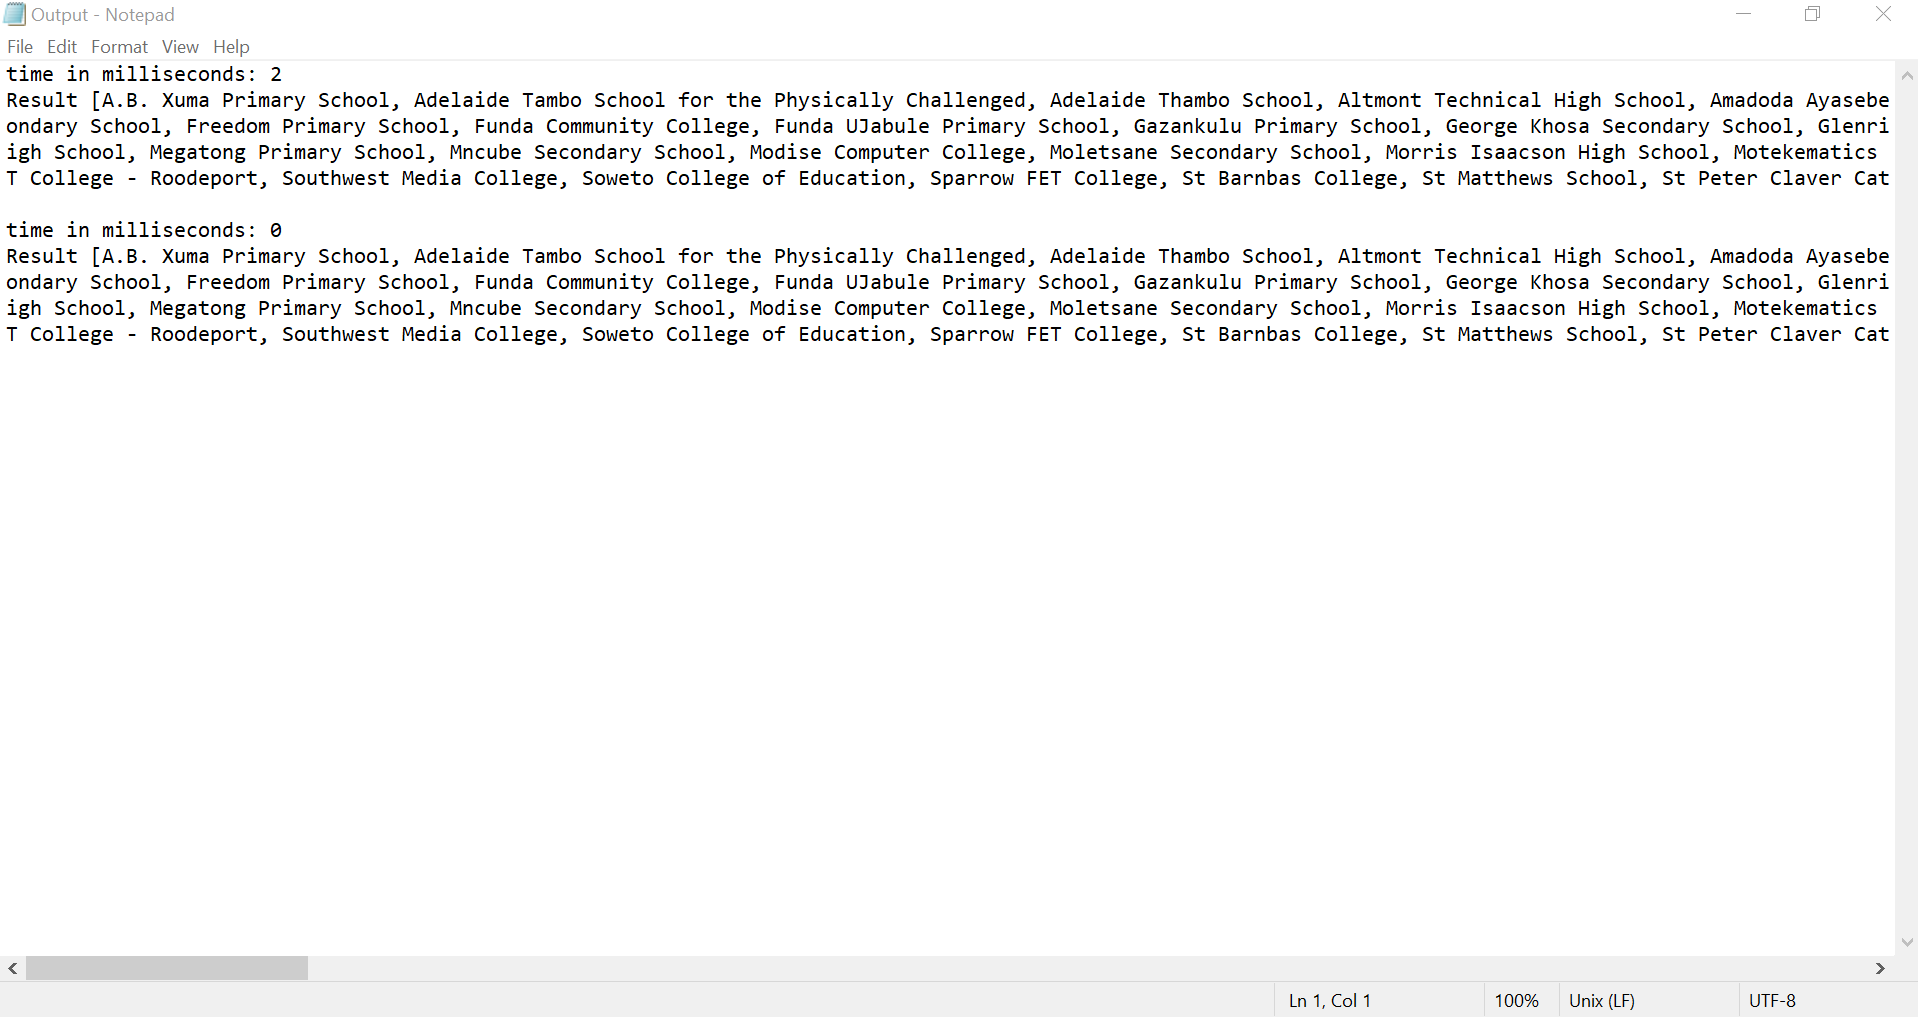 Output - Notepad
File Edit Format View Help
time in milliseconds: 2
Result [A.B. Xuma Primary School, Adelaide Tambo School for the Physically Challenged, Adelaide Thambo School, Altmont Technical High School, Amadoda Ayasebe
ondary School, Freedom Primary School, Funda Community College, Funda UJabule Primary School, Gazankulu Primary School, George Khosa Secondary School, Glenri
igh School, Megatong Primary School, Mncube Secondary School, Modise Computer College, Moletsane Secondary School, Morris Isaacson High School, Motekematics
T College - Roodeport, Southwest Media College, Soweto College of Education, Sparrow FET College, St Barnbas College, St Matthews School, St Peter Claver Cat
time in milliseconds: 0
Result [A.B. Xuma Primary School, Adelaide Tambo School for the Physically Challenged, Adelaide Thambo School, Altmont Technical High School, Amadoda Ayasebe
ondary School, Freedom Primary School, Funda Community College, Funda UJabule Primary School, Gazankulu Primary School, George Khosa Secondary School, Glenri
igh School, Megatong Primary School, Mncube Secondary School, Modise Computer College, Moletsane Secondary School, Morris Isaacson High School, Motekematics
T College - Roodeport, Southwest Media College, Soweto College of Education, Sparrow FET College, St Barnbas College, St Matthews School, St Peter Claver Cat
Ln 1, Col 1 100% Unix (LF) UTF-8